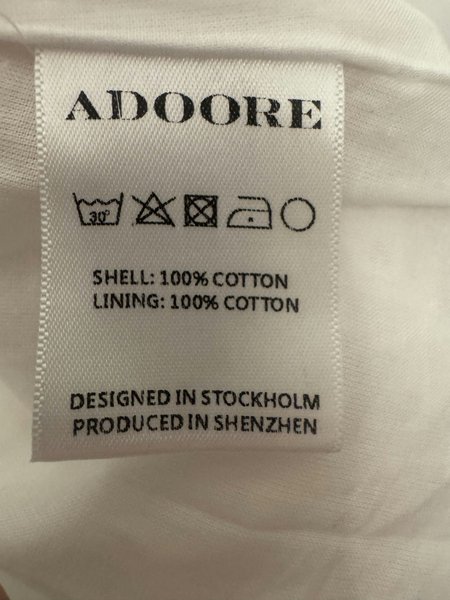 ADOORE
30°
SHELL: 100% COTTON
LINING: 100% COTTON
DESIGNED IN STOCKHOLM
PRODUCED IN SHENZHEN